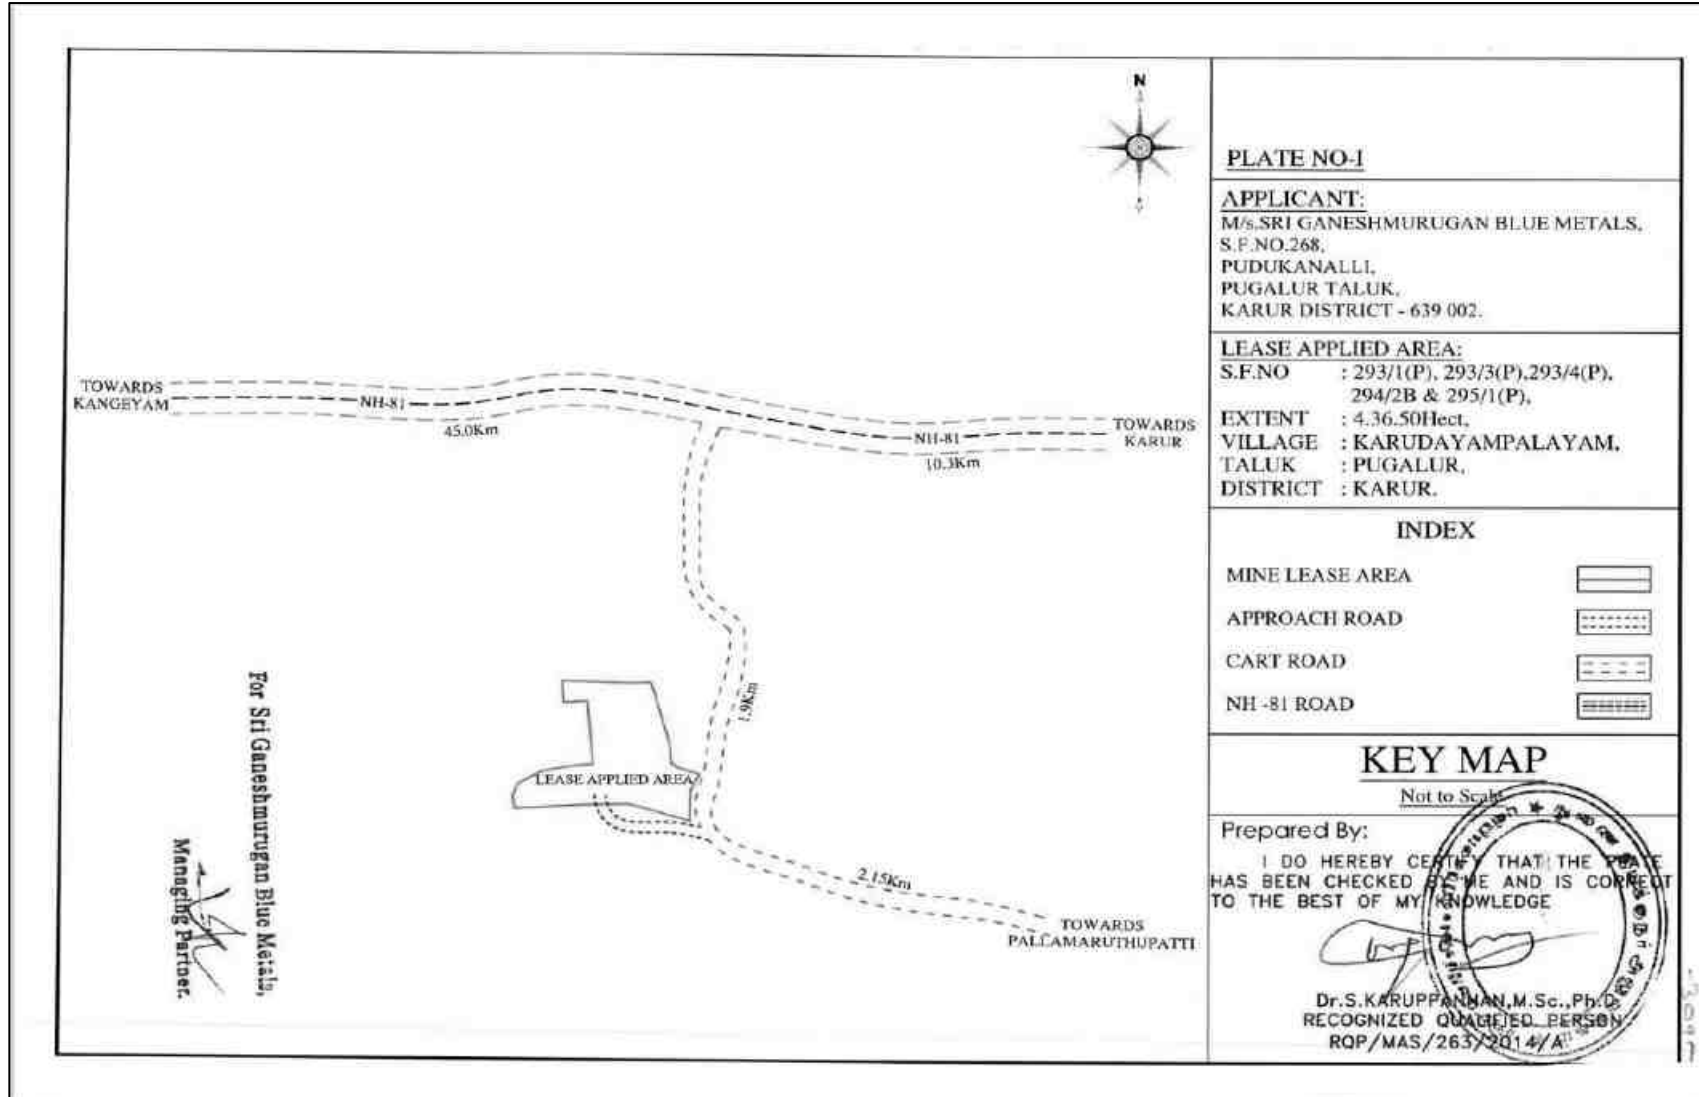 N
PLATE NO-I
APPLICANT:
M/s.SRI GANESHMURUGAN BLUE METALS,
S.F.NO.268,
PUDUKANALLI,
PUGALUR TALUK,
KARUR DISTRICT - 639 002.
LEASE APPLIED AREA:
S.F.NO : 293/1(P), 293/3(P),293/4(P),
294/2B & 295/1(P),
EXTENT : 4.36.50Hect,
VILLAGE : KARUDAYAMPALAYAM,
TALUK : PUGALUR,
DISTRICT : KARUR.
INDEX
MINE LEASE AREA
APPROACH ROAD
CART ROAD
NH -81 ROAD
KEY MAP
Not to Scale
Prepared By:
I DO HEREBY CERTIFY THAT THE PLATE
HAS BEEN CHECKED BY ME AND IS CORRECT
TO THE BEST OF MY KNOWLEDGE
Dr.S.KARUPPANNAN,M.Sc.,Ph.D
RECOGNIZED QUALIFIED PERSON
RQP/MAS/263/2014/A
TOWARDS
KANGEYAM
NH-81
45.0Km
NH-81
10.3Km
TOWARDS
KARUR
1.9Km
LEASE APPLIED AREA
2.15Km
TOWARDS
PALLAMARUTHUPATTI
For Sri Ganeshmurugan Blue Metals,
Managing Partner.